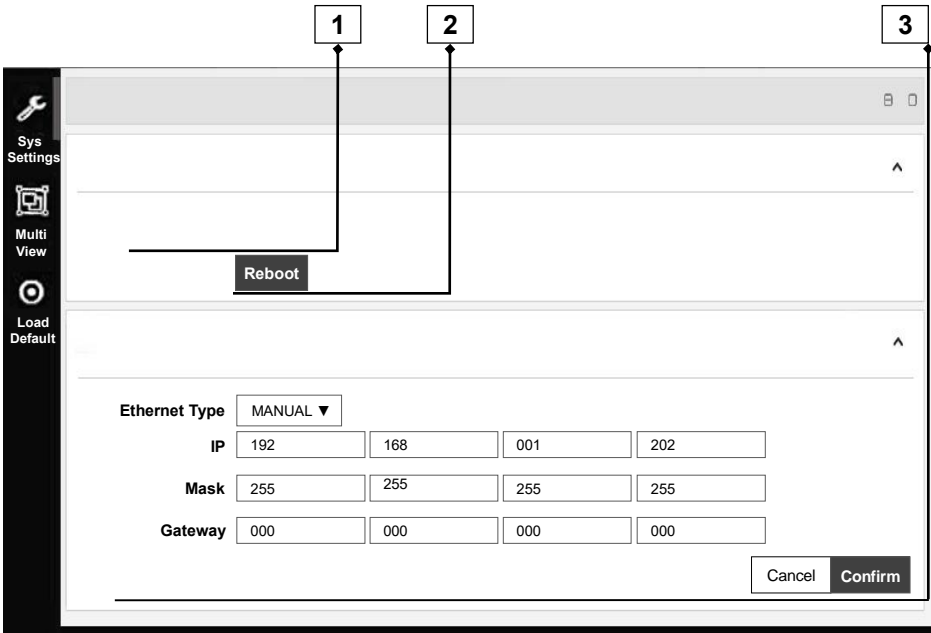 1
2
3
Sys
Settings
Multi
View
Reboot
Load
Default
Ethernet Type MANUAL ▼
IP 192 168 001 202
Mask 255 255 255 255
Gateway 000 000 000 000
Cancel Confirm